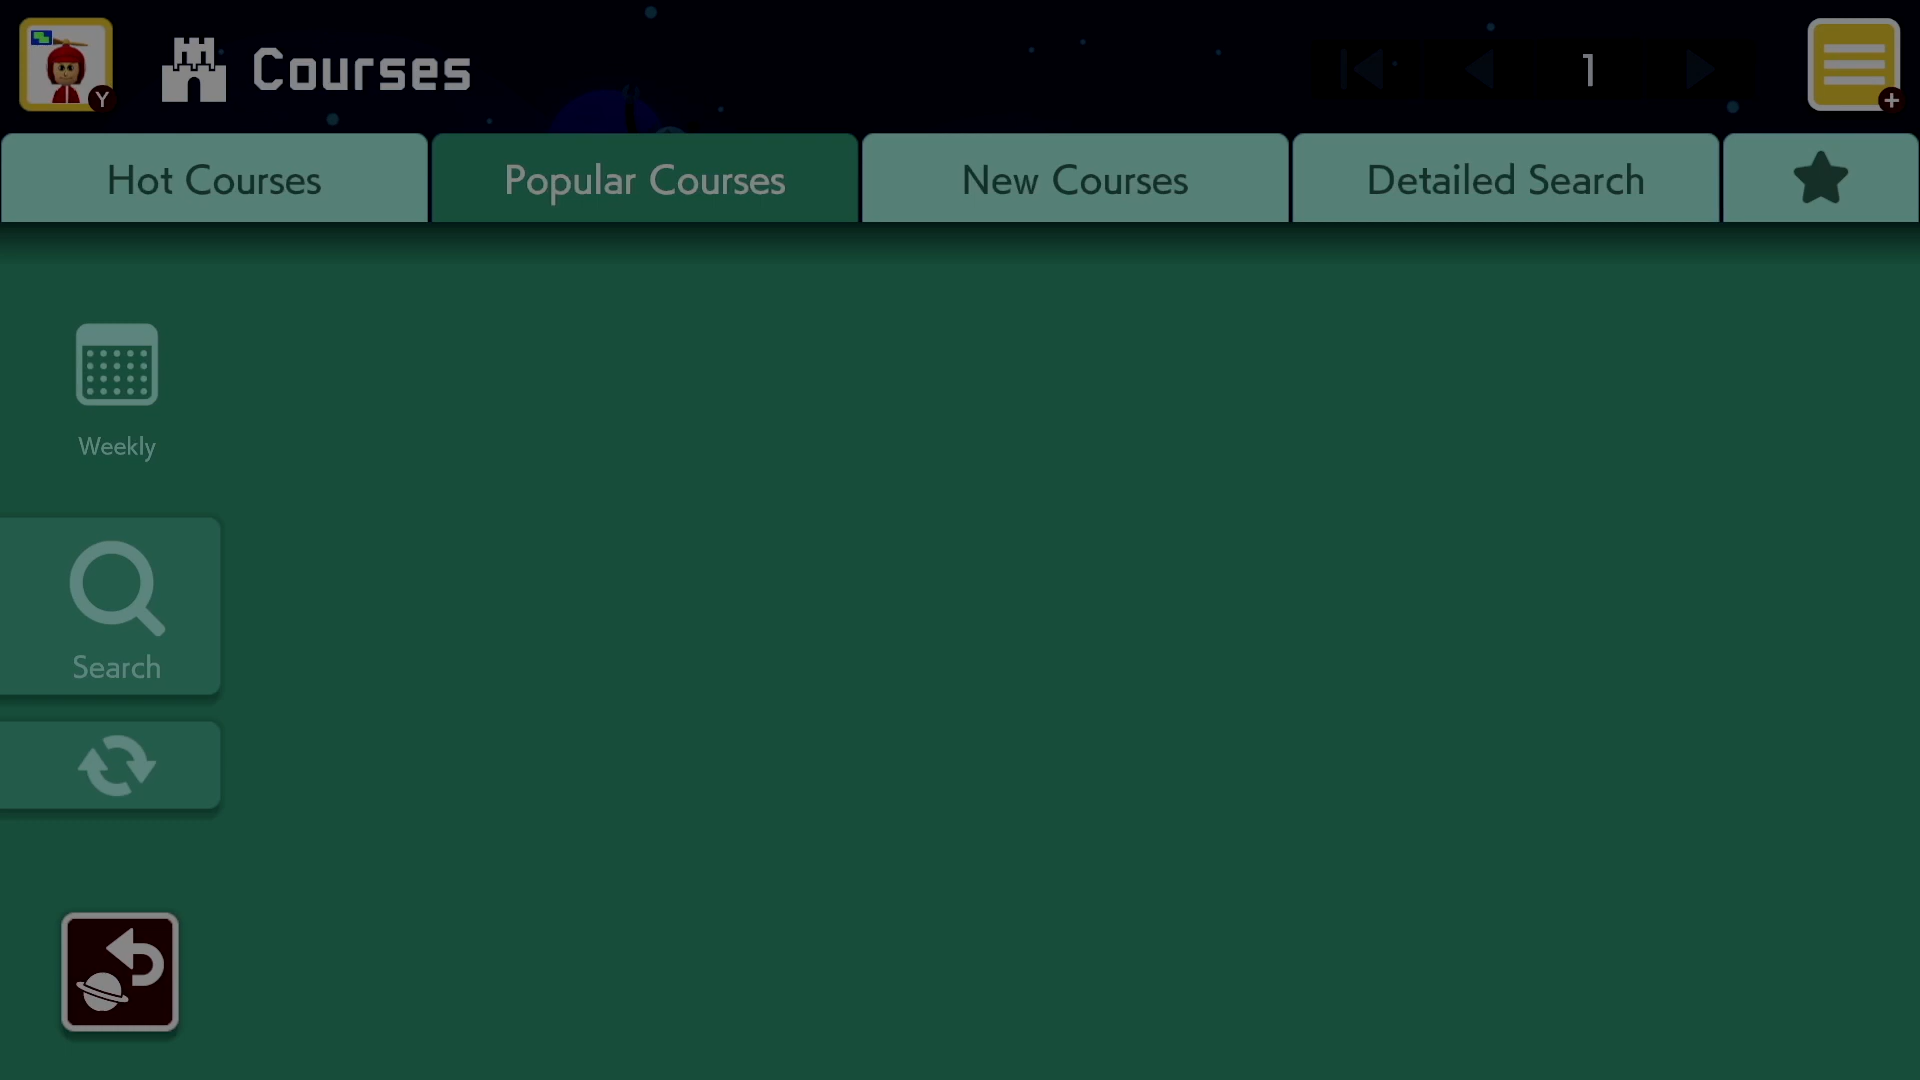 Y
Courses
1
+
Hot Courses
Popular Courses
New Courses
Detailed Search
Weekly
Search